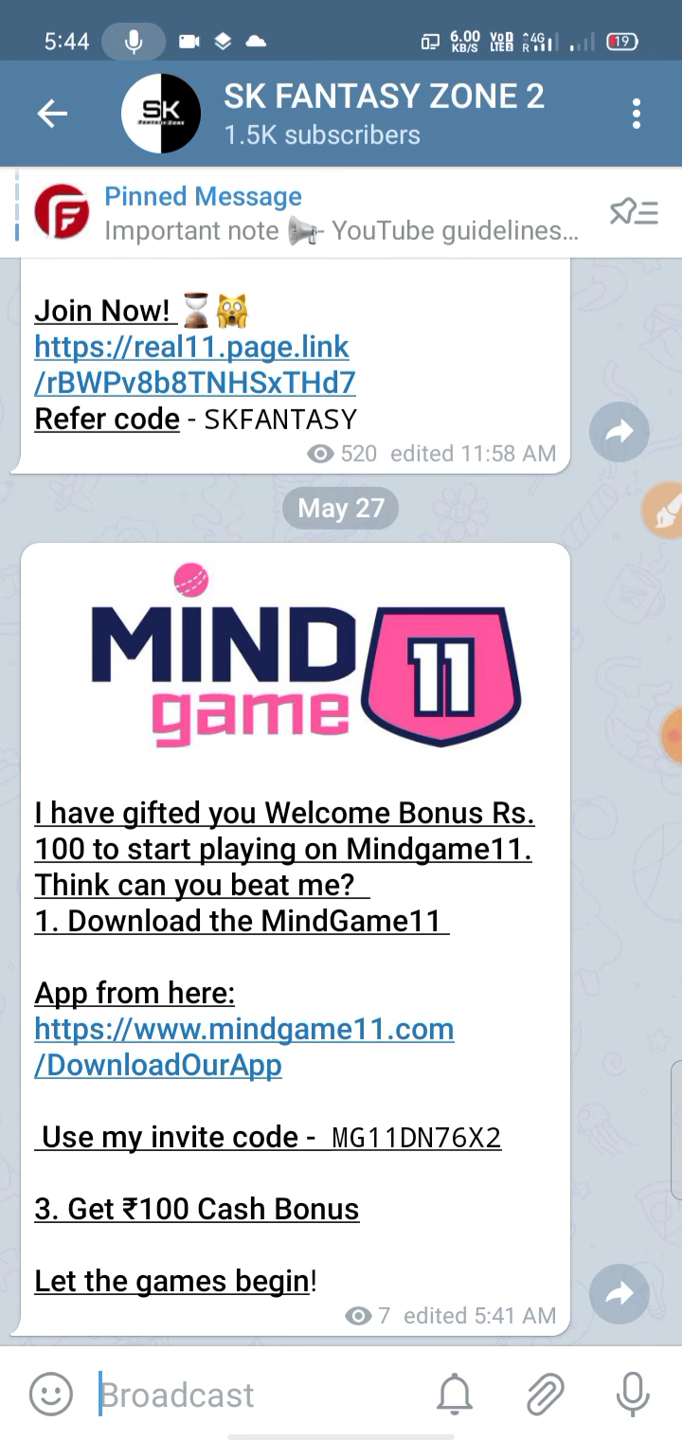 5:44
6.00 KB/S
VoD LTEB
4G
R
19
SK FANTASY ZONE 2
1.5K subscribers
SK
Pinned Message
Important note 📢- YouTube guidelines...
Join Now! ⌛🙀
https://real11.page.link
/rBWPv8b8TNHSxTHd7
Refer code - SKFANTASY
520 edited 11:58 AM
May 27
MIND
game
11
I have gifted you Welcome Bonus Rs.
100 to start playing on Mindgame11.
Think can you beat me?
1. Download the MindGame11
App from here:
https://www.mindgame11.com
/DownloadOurApp
Use my invite code - MG11DN76X2
3. Get ₹100 Cash Bonus
Let the games begin!
7 edited 5:41 AM
Broadcast